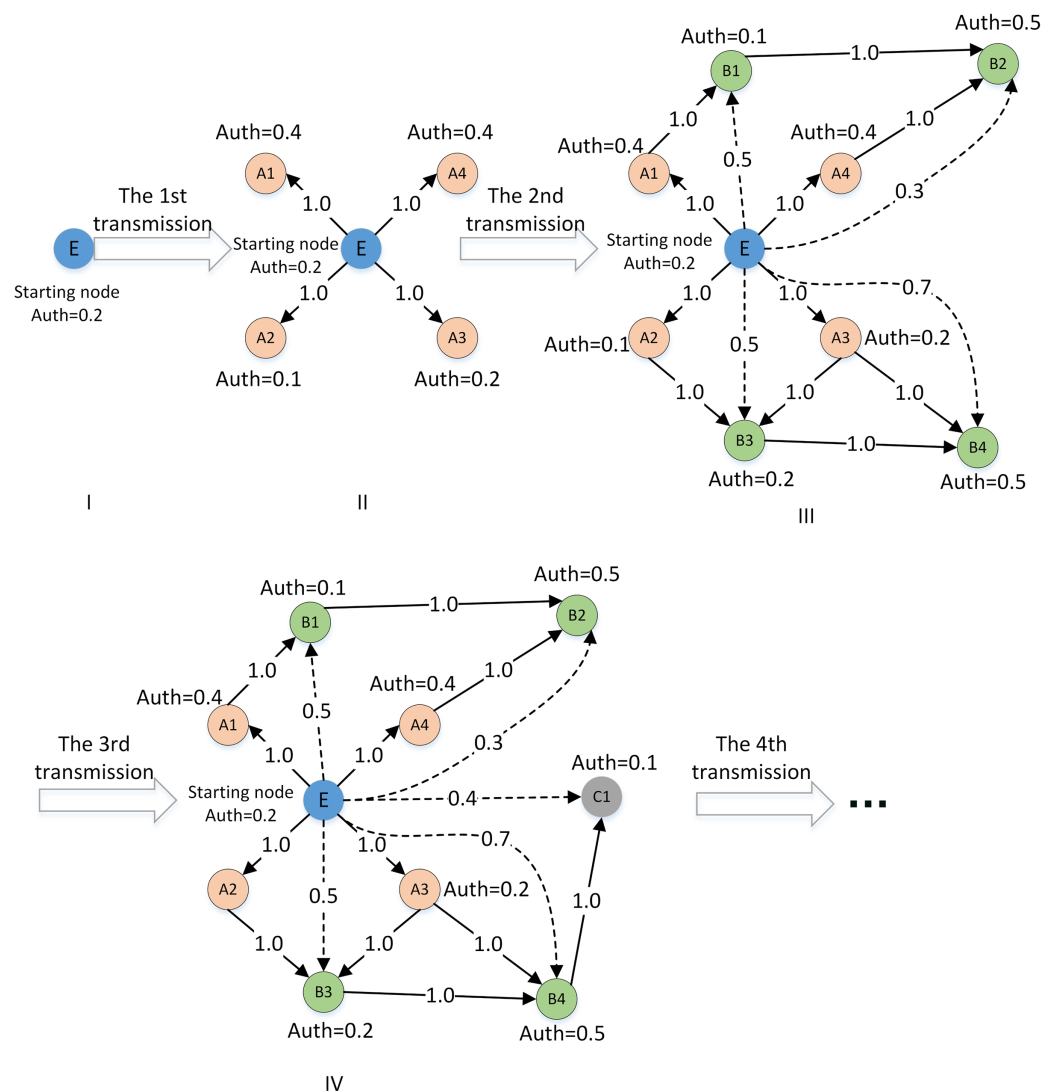 Auth=0.5
Auth=0.1
B1
1.0
B2
Auth=0.4
Auth=0.4
1.0
Auth=0.4
1.0
Auth=0.4
A1
A4
0.5
A1
A4
The 1st
transmission
1.0
1.0
The 2nd
transmission
1.0
1.0
0.3
E
Starting node
Auth=0.2
E
Starting node
Auth=0.2
E
Starting node
Auth=0.2
1.0
1.0
1.0
1.0
0.7
A2
A3
Auth=0.1
A2
0.5
A3
Auth=0.2
Auth=0.1
Auth=0.2
1.0
1.0
1.0
B3
1.0
B4
Auth=0.2
Auth=0.5
I
II
III
Auth=0.1
Auth=0.5
B1
1.0
B2
1.0
Auth=0.4
1.0
Auth=0.4
A1
0.5
A4
The 3rd
transmission
1.0
1.0
0.3
The 4th
transmission
Auth=0.1
Starting node
Auth=0.2
E
0.4
C1
...
1.0
1.0
0.7
A2
0.5
A3
Auth=0.2
1.0
1.0
1.0
1.0
B3
1.0
B4
Auth=0.2
Auth=0.5
IV